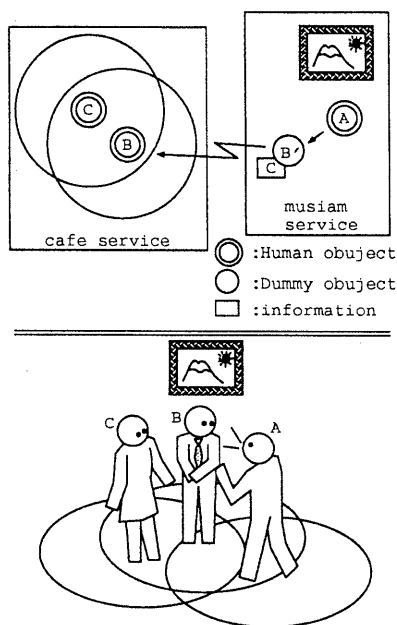 C
B
A
B′
C
cafe service
musiam
service
:Human obuject
:Dummy obuject
:information
C
B
A